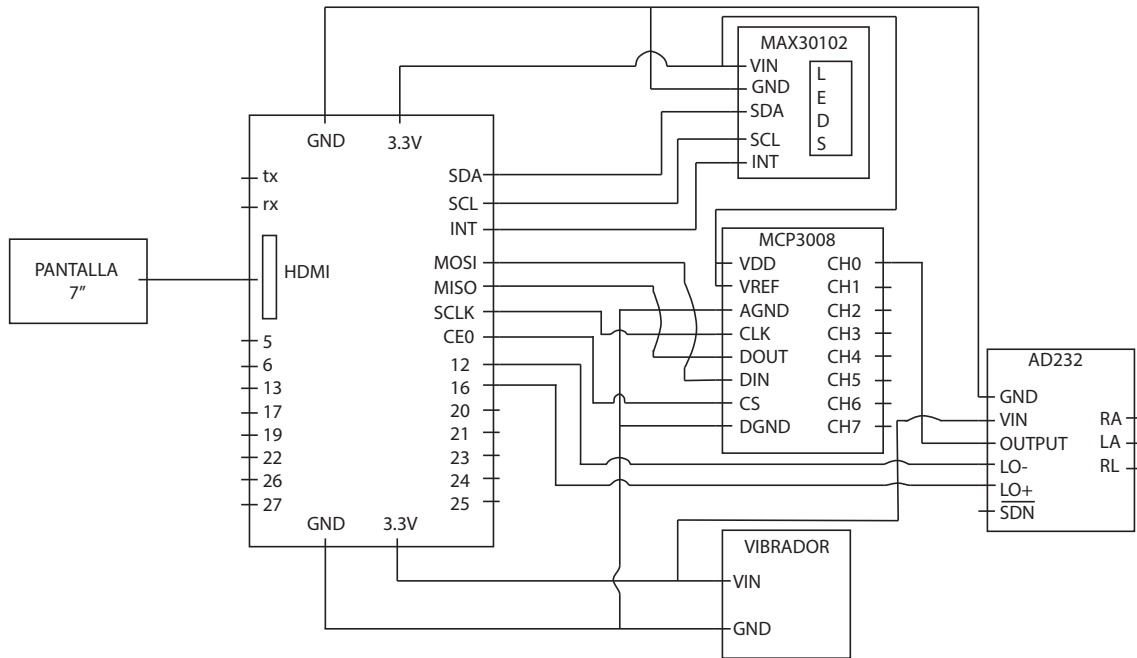 PANTALLA
7"
GND
3.3V
tx
rx
HDMI
5
6
13
17
19
22
26
27
GND
3.3V
SDA
SCL
INT
MOSI
MISO
SCLK
CE0
12
16
20
21
23
24
25
MAX30102
VIN
GND
SDA
SCL
INT
L
E
D
S
MCP3008
VDD
VREF
AGND
CLK
DOUT
DIN
CS
DGND
CH0
CH1
CH2
CH3
CH4
CH5
CH6
CH7
VIBRADOR
VIN
GND
AD232
GND
VIN
OUTPUT
LO-
LO+
SDN
RA
LA
RL